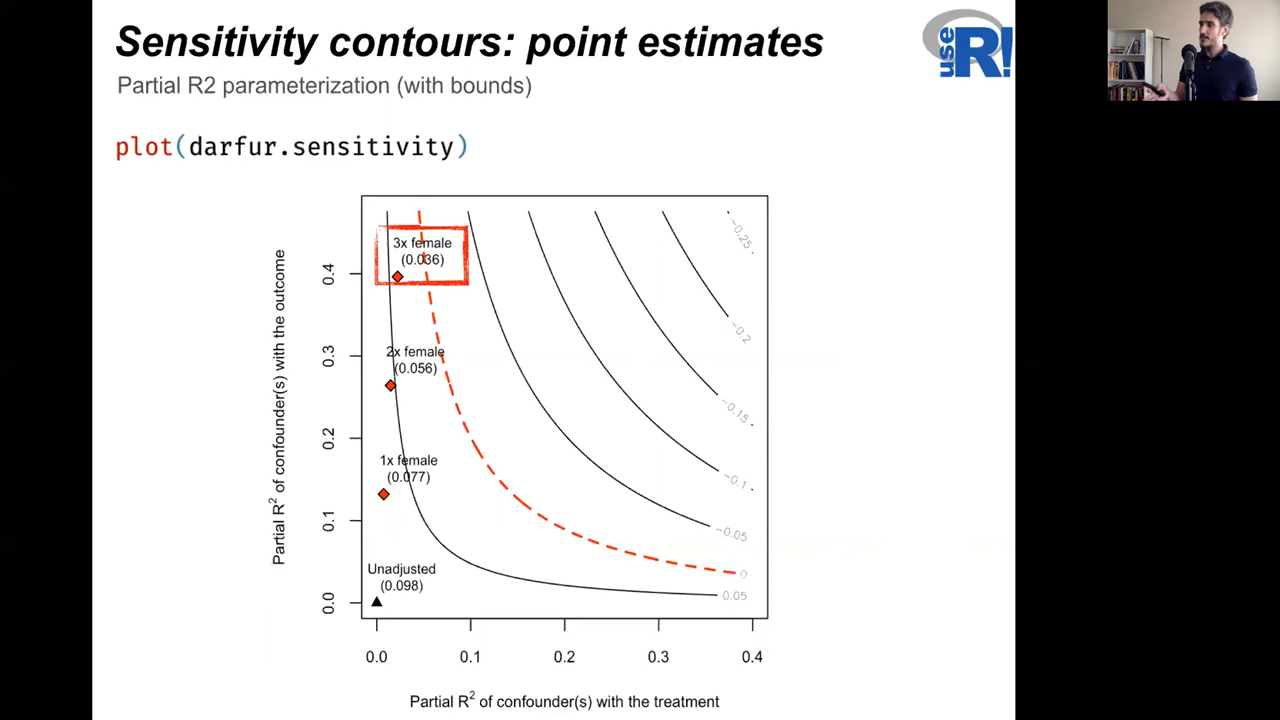 Sensitivity contours: point estimates
Partial R2 parameterization (with bounds)
use R!
plot(darfur.sensitivity)
Partial R2 of confounder(s) with the outcome
0.4
0.3
0.2
0.1
0.0
3x female
(0.036)
2x female
(0.056)
1x female
(0.077)
Unadjusted
(0.098)
-0.25
-0.2
-0.15
-0.1
-0.05
0
0.05
0.0 0.1 0.2 0.3 0.4
Partial R2 of confounder(s) with the treatment